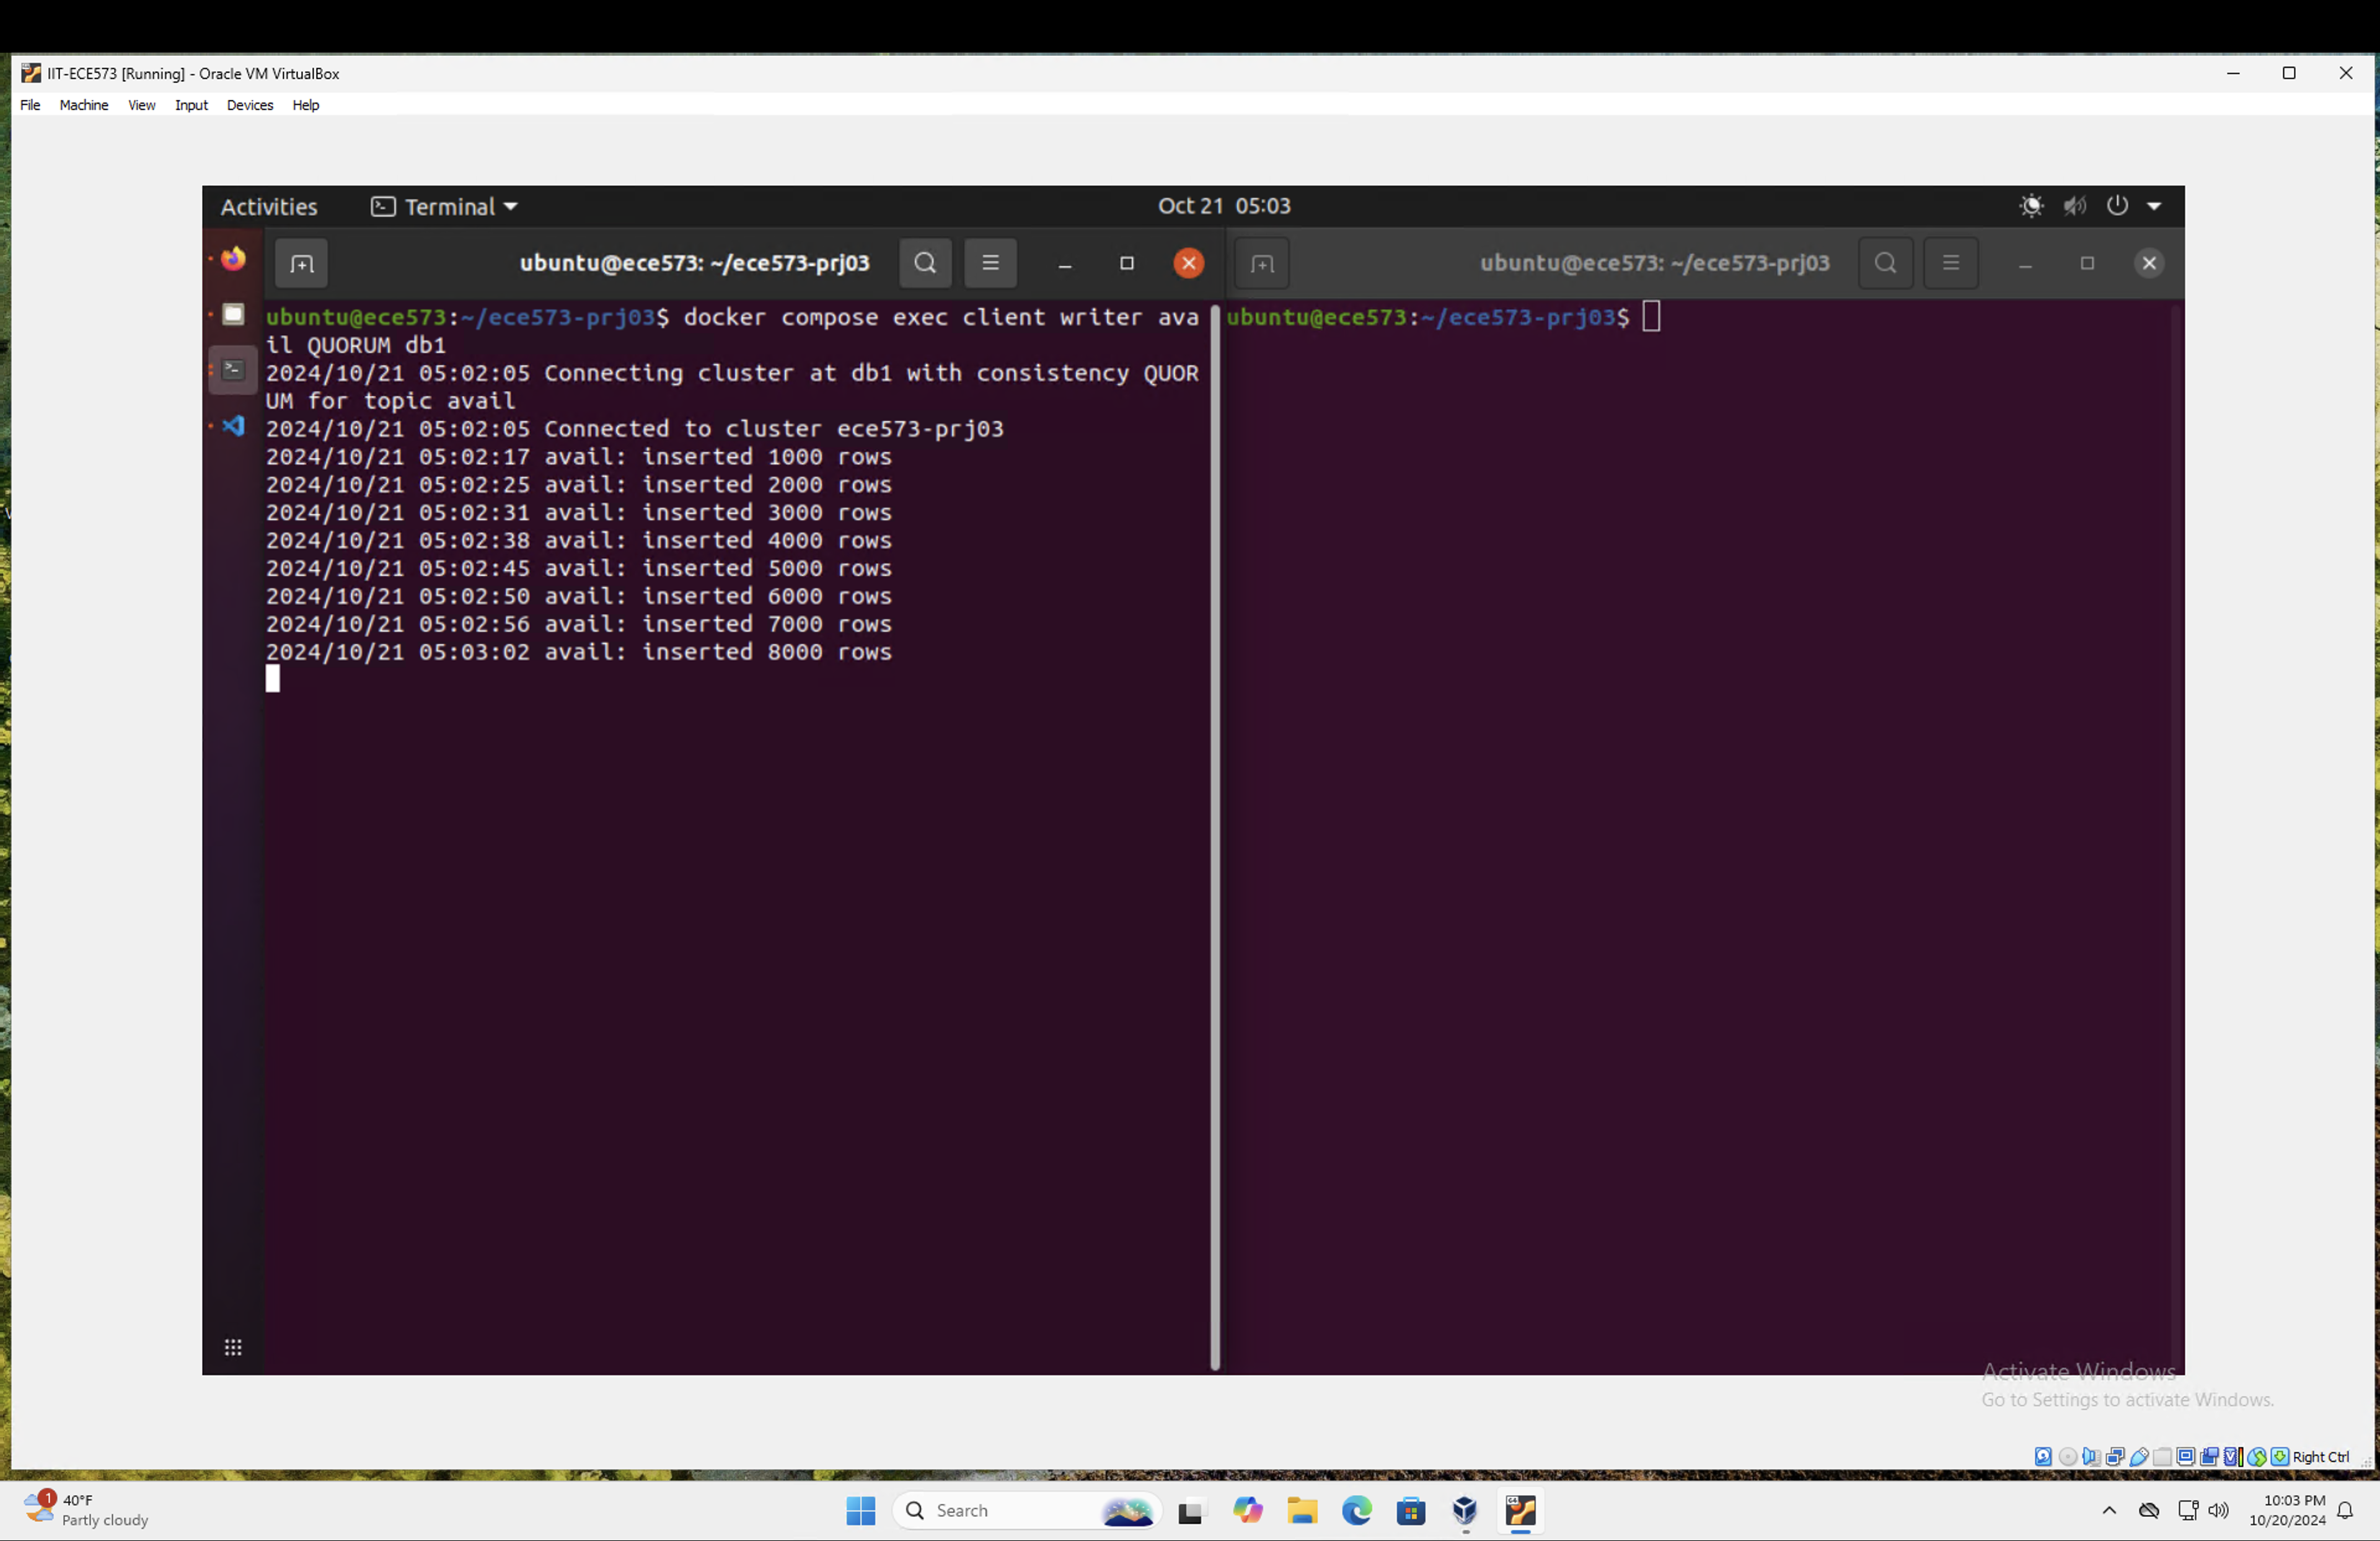 IIT-ECE573 [Running] - Oracle VM VirtualBox
File Machine View Input Devices Help
Activities Terminal Oct 21 05:03
ubuntu@ece573: ~/ece573-prj03
ubuntu@ece573:~/ece573-prj03$ docker compose exec client writer ava
il QUORUM db1
2024/10/21 05:02:05 Connecting cluster at db1 with consistency QUOR
UM for topic avail
2024/10/21 05:02:05 Connected to cluster ece573-prj03
2024/10/21 05:02:17 avail: inserted 1000 rows
2024/10/21 05:02:25 avail: inserted 2000 rows
2024/10/21 05:02:31 avail: inserted 3000 rows
2024/10/21 05:02:38 avail: inserted 4000 rows
2024/10/21 05:02:45 avail: inserted 5000 rows
2024/10/21 05:02:50 avail: inserted 6000 rows
2024/10/21 05:02:56 avail: inserted 7000 rows
2024/10/21 05:03:02 avail: inserted 8000 rows
ubuntu@ece573: ~/ece573-prj03
ubuntu@ece573:~/ece573-prj03$
Activate Windows
Go to Settings to activate Windows.
Right Ctrl
1
40°F
Partly cloudy
Search
10:03 PM
10/20/2024